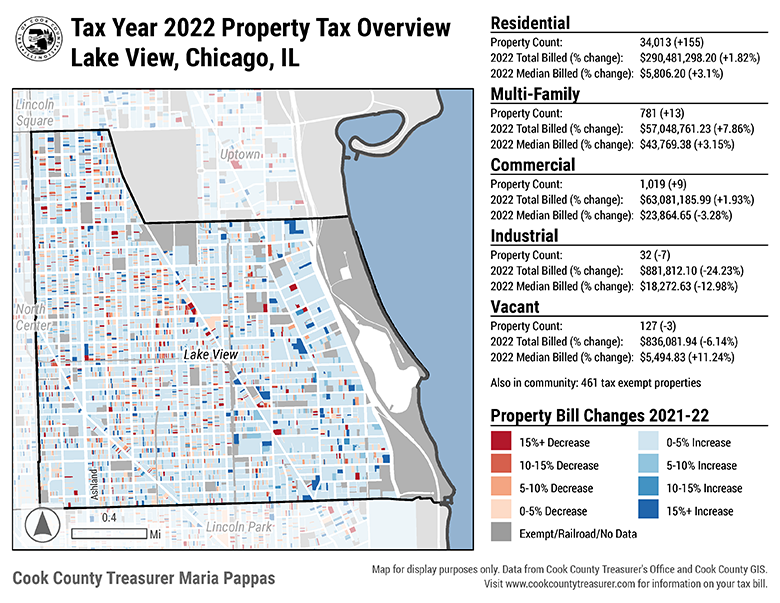 Tax Year 2022 Property Tax Overview
Lake View, Chicago, IL
Lincoln
Square
Uptown
North
Center
Lake View
Ashland
Lincoln Park
0.4
Mi
Residential
Property Count: 34,013 (+155)
2022 Total Billed (% change): $290,481,298.20 (+1.82%)
2022 Median Billed (% change): $5,806.20 (+3.1%)
Multi-Family
Property Count: 781 (+13)
2022 Total Billed (% change): $57,048,761.23 (+7.86%)
2022 Median Billed (% change): $43,769.38 (+3.15%)
Commercial
Property Count: 1,019 (+9)
2022 Total Billed (% change): $63,081,185.99 (+1.93%)
2022 Median Billed (% change): $23,864.65 (-3.28%)
Industrial
Property Count: 32 (-7)
2022 Total Billed (% change): $881,812.10 (-24.23%)
2022 Median Billed (% change): $18,272.63 (-12.98%)
Vacant
Property Count: 127 (-3)
2022 Total Billed (% change): $836,081.94 (-6.14%)
2022 Median Billed (% change): $5,494.83 (+11.24%)
Also in community: 461 tax exempt properties
Property Bill Changes 2021-22
15%+ Decrease
10-15% Decrease
5-10% Decrease
0-5% Decrease
0-5% Increase
5-10% Increase
10-15% Increase
15%+ Increase
Exempt/Railroad/No Data
Cook County Treasurer Maria Pappas
Map for display purposes only. Data from Cook County Treasurer's Office and Cook County GIS.
Visit www.cookcountytreasurer.com for information on your tax bill.